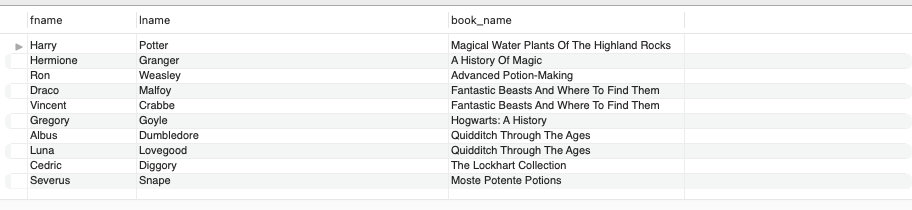 fname lname book_name
Harry Potter Magical Water Plants Of The Highland Rocks
Hermione Granger A History Of Magic
Ron Weasley Advanced Potion-Making
Draco Malfoy Fantastic Beasts And Where To Find Them
Vincent Crabbe Fantastic Beasts And Where To Find Them
Gregory Goyle Hogwarts: A History
Albus Dumbledore Quidditch Through The Ages
Luna Lovegood Quidditch Through The Ages
Cedric Diggory The Lockhart Collection
Severus Snape Moste Potente Potions